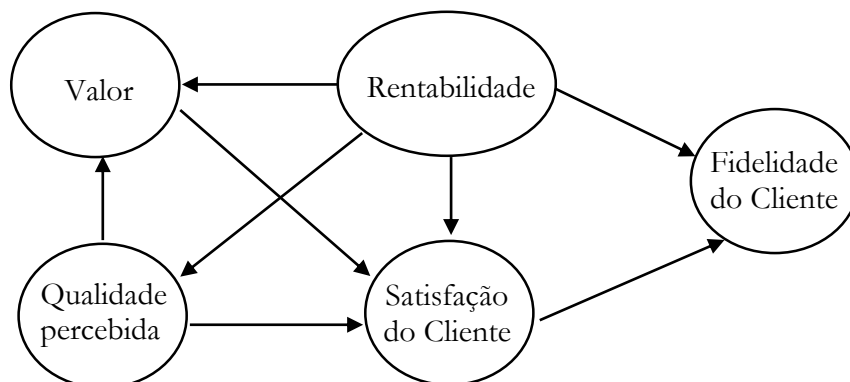 Valor
Rentabilidade
Fidelidade
do Cliente
Qualidade
percebida
Satisfação
do Cliente